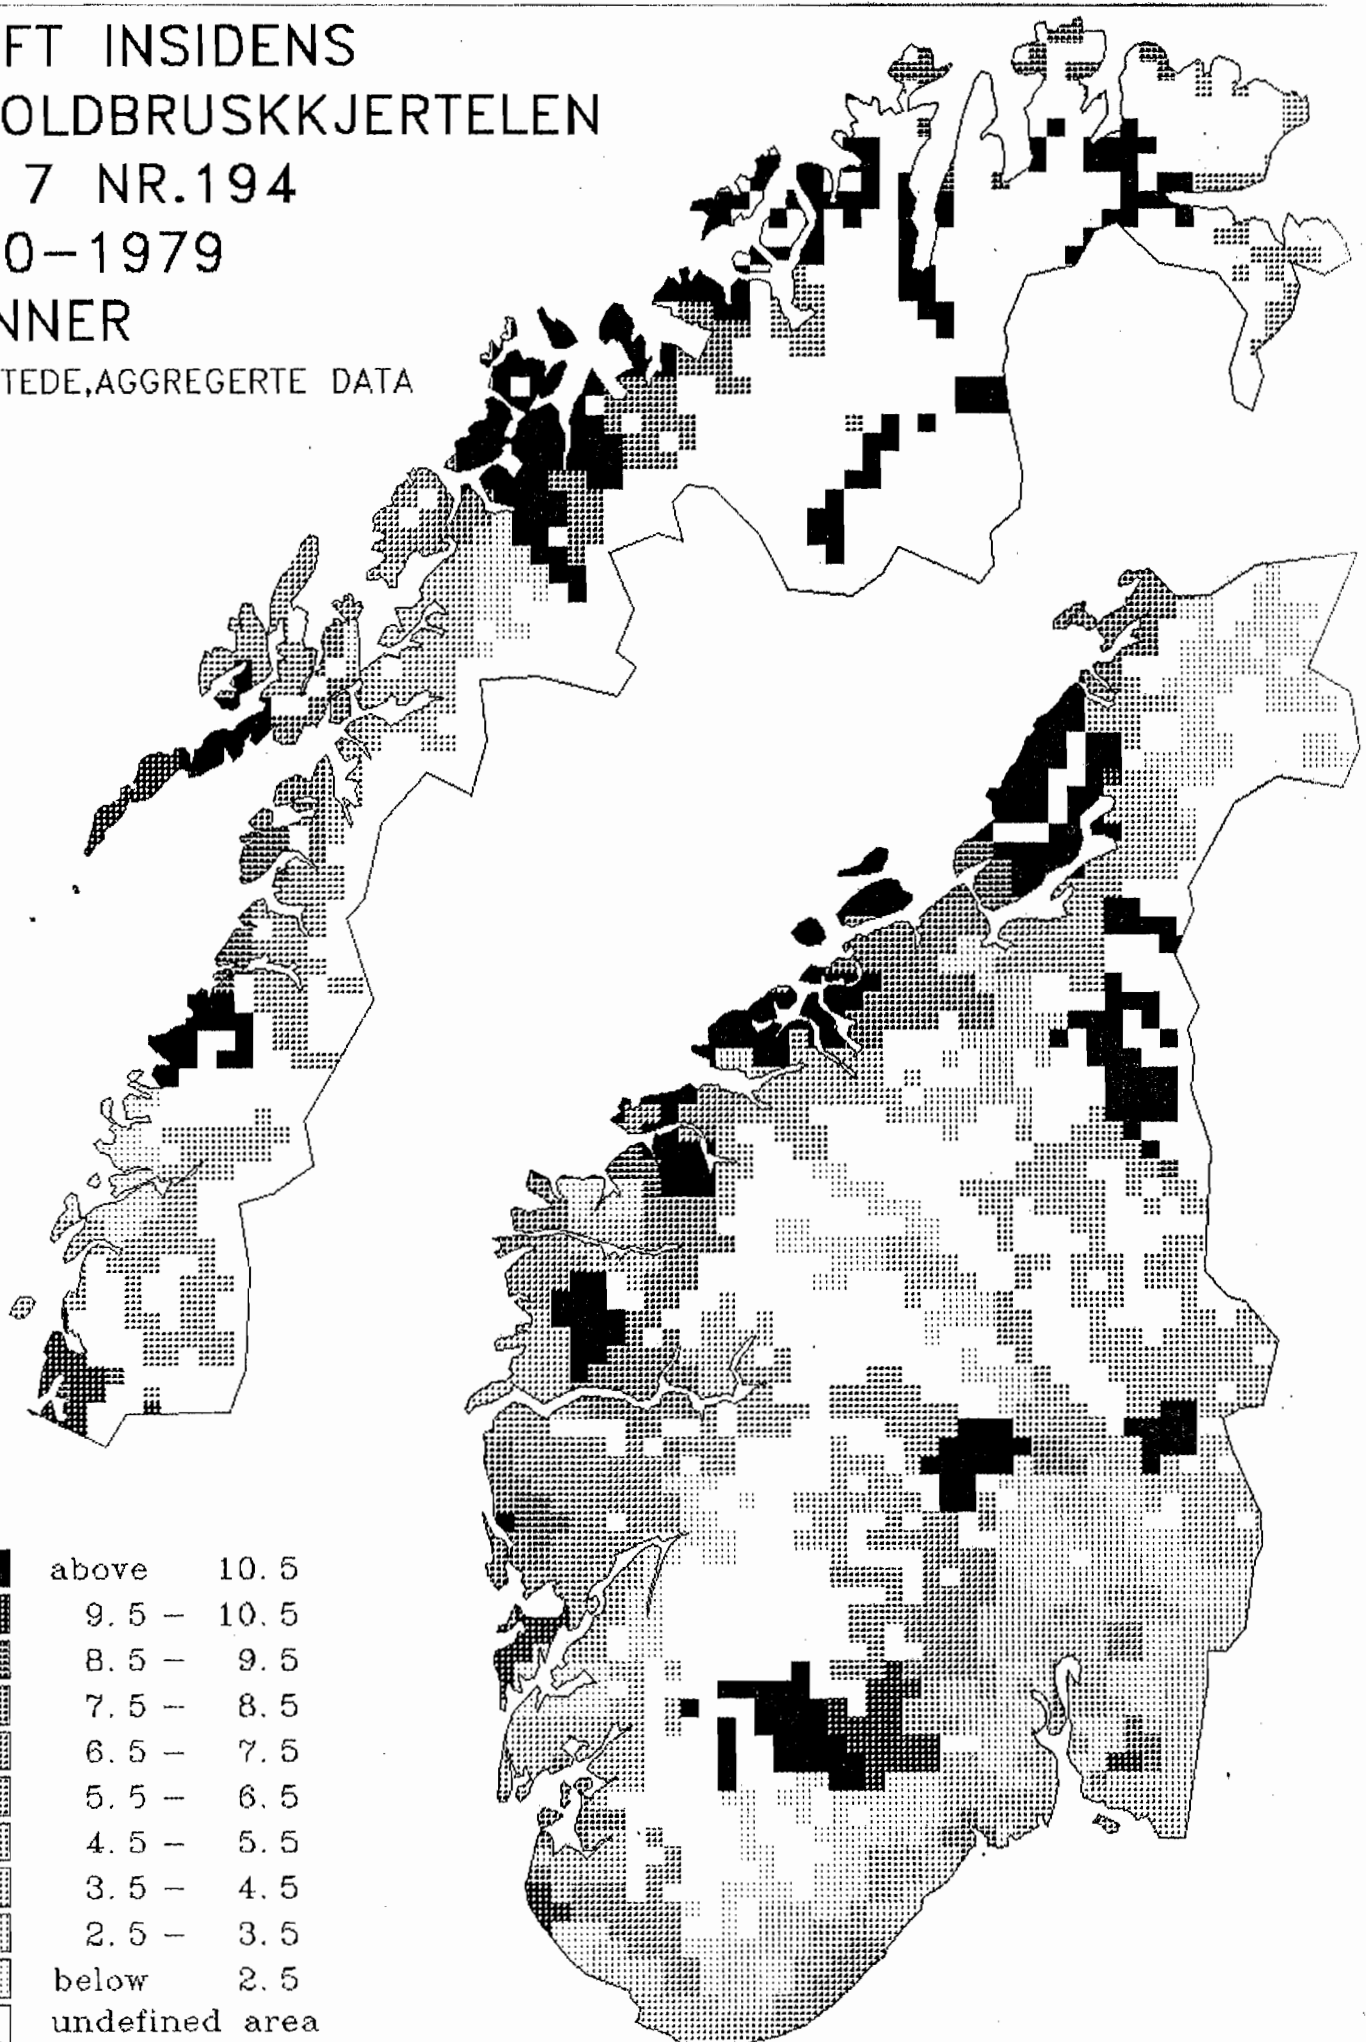 FT INSIDENS
OLDBRUSKKJERTELEN
7 NR.194
0-1979
NNER
TEDE,AGGREGERTE DATA
above 10.5
9.5 - 10.5
8.5 - 9.5
7.5 - 8.5
6.5 - 7.5
5.5 - 6.5
4.5 - 5.5
3.5 - 4.5
2.5 - 3.5
below 2.5
undefined area